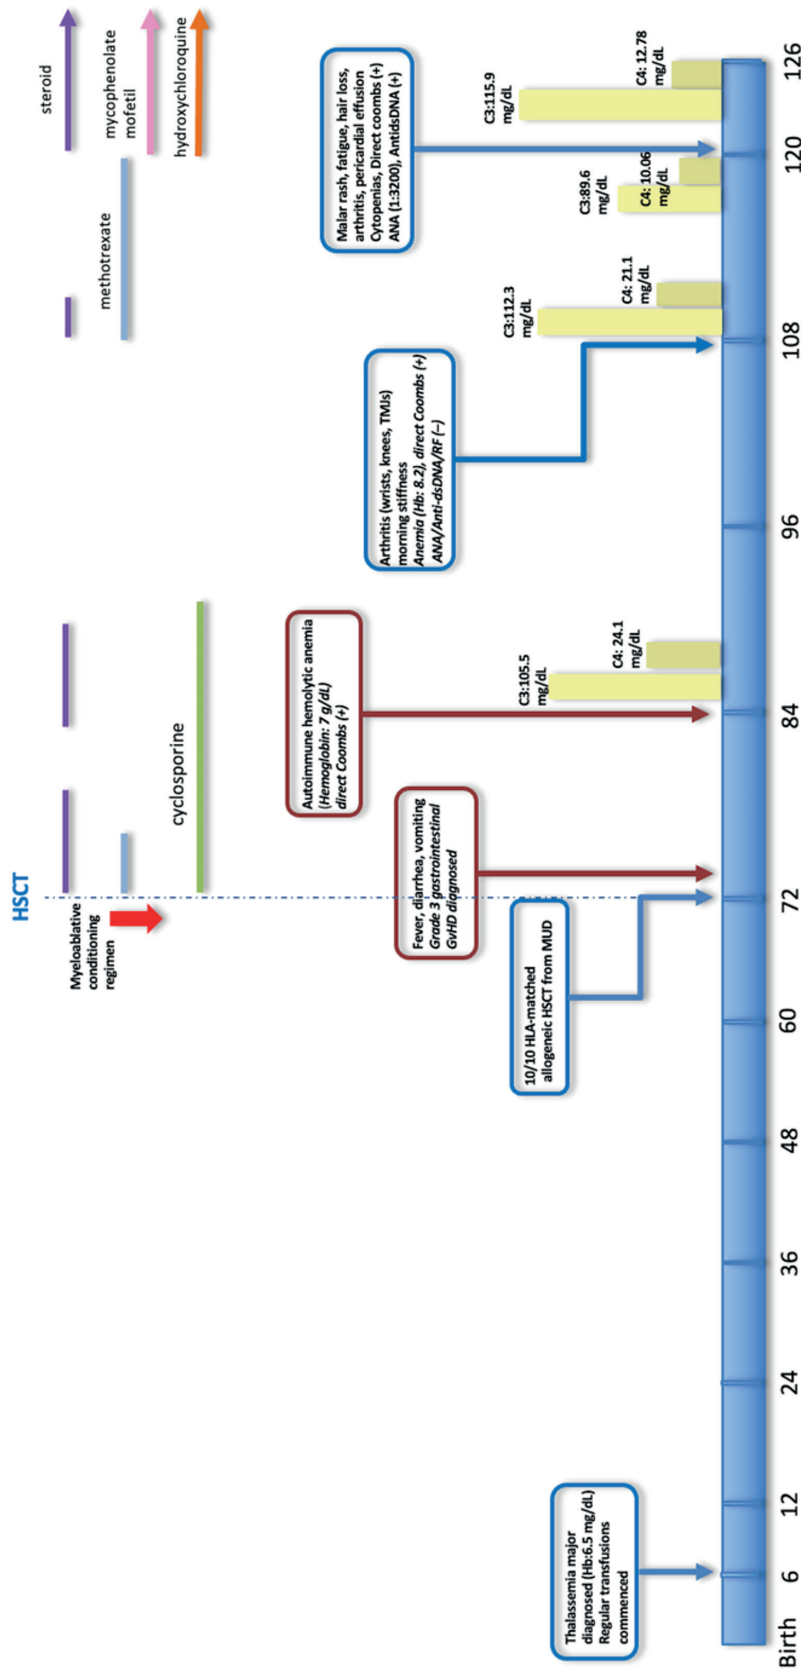 HSCT
Myeloablative
conditioning
regimen
cyclosporine
methotrexate
steroid
mycophenolate
mofetil
hydroxychloroquine
Thalassemia major
diagnosed (Hb:6.5 mg/dL)
Regular transfusions
commenced
10/10 HLA-matched
allogeneic HSCT from MUD
Fever, diarrhea, vomiting
Grade 3 gastrointestinal
GvHD diagnosed
Autoimmune hemolytic anemia
(Hemoglobin: 7 g/dL)
direct Coombs (+)
Arthritis (wrists, knees, TMJs)
morning stiffness
Anemia (Hb: 8.2), direct Coombs (+)
ANA/Anti-dsDNA/RF (–)
Malar rash, fatigue, hair loss,
arthritis, pericardial effusion
Cytopenias, Direct coombs (+)
ANA (1:3200), AntidsDNA (+)
C3:105.5
mg/dL
C4: 24.1
mg/dL
C3:112.3
mg/dL
C4: 21.1
mg/dL
C3:89.6
mg/dL
C4: 10.06
mg/dL
C3:115.9
mg/dL
C4: 12.78
mg/dL
Birth 6 12 24 36 48 60 72 84 96 108 120 126